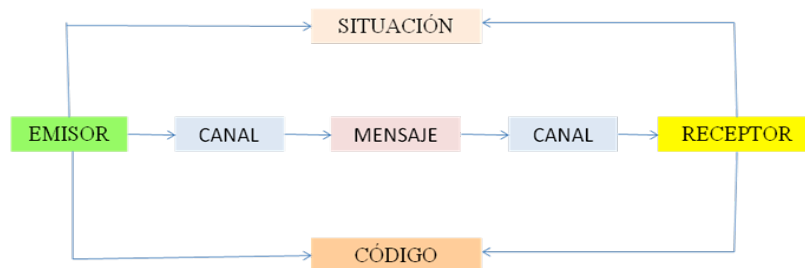 SITUACIÓN
EMISOR
CANAL
MENSAJE
CANAL
RECEPTOR
CÓDIGO